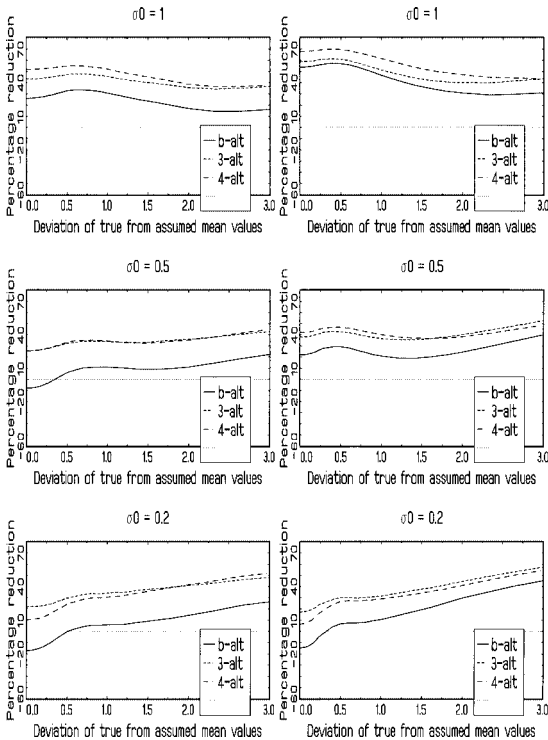 σ0 = 1
Percentage reduction
-60 -20 10 40 70
b-alt
3-alt
4-alt
0.0 0.5 1.0 1.5 2.0 2.5 3.0
Deviation of true from assumed mean values
σ0 = 1
Percentage reduction
-60 -20 10 40 70
b-alt
3-alt
4-alt
0.0 0.5 1.0 1.5 2.0 2.5 3.0
Deviation of true from assumed mean values
σ0 = 0.5
Percentage reduction
-60 -20 10 40 70
b-alt
3-alt
4-alt
0.0 0.5 1.0 1.5 2.0 2.5 3.0
Deviation of true from assumed mean values
σ0 = 0.5
Percentage reduction
-60 -20 10 40 70
b-alt
3-alt
4-alt
0.0 0.5 1.0 1.5 2.0 2.5 3.0
Deviation of true from assumed mean values
σ0 = 0.2
Percentage reduction
-60 -20 10 40 70
b-alt
3-alt
4-alt
0.0 0.5 1.0 1.5 2.0 2.5 3.0
Deviation of true from assumed mean values
σ0 = 0.2
Percentage reduction
-60 -20 10 40 70
b-alt
3-alt
4-alt
0.0 0.5 1.0 1.5 2.0 2.5 3.0
Deviation of true from assumed mean values